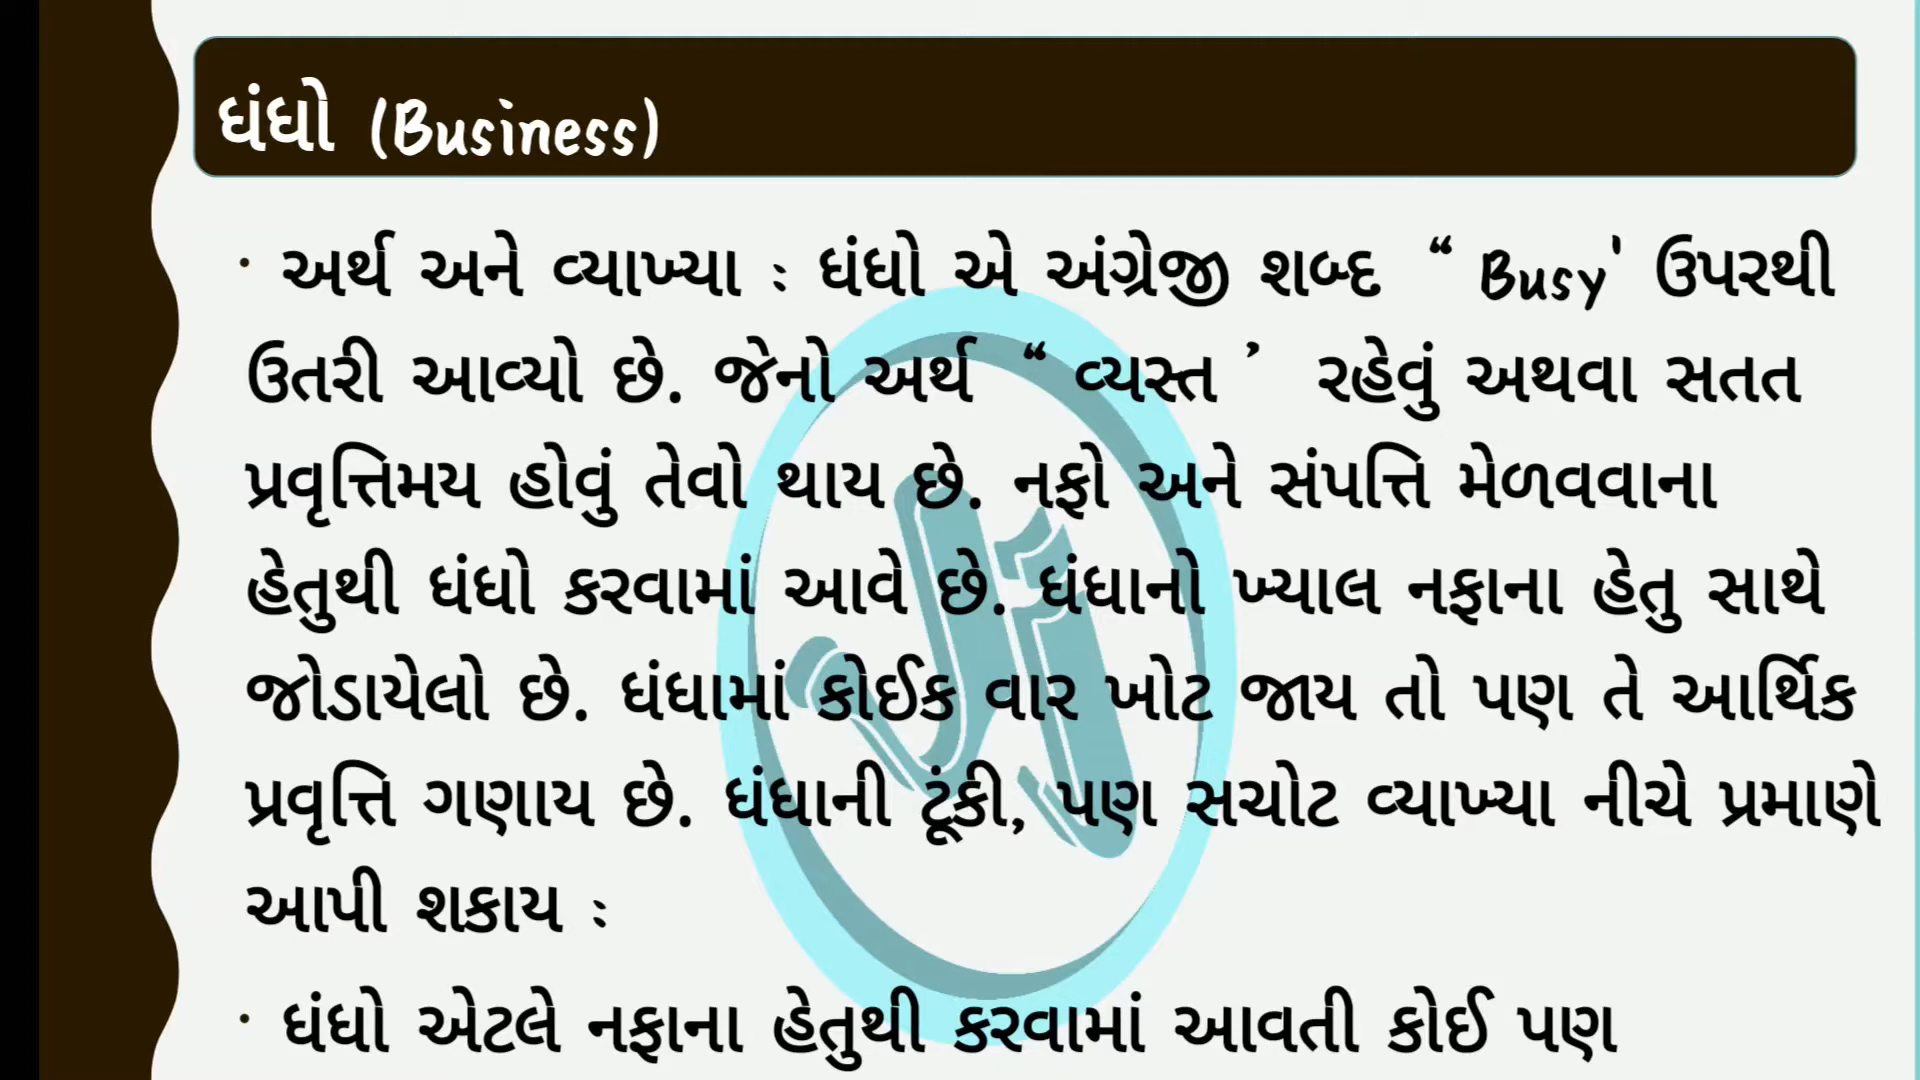 ધંધો (Business)
· અર્થ અને વ્યાખ્યા : ધંધો એ અંગ્રેજી શબ્દ “ Busy' ઉપરથી
ઉતરી આવ્યો છે. જેનો અર્થ “ વ્યસ્ત ’ રહેવું અથવા સતત
પ્રવૃત્તિમય હોવું તેવો થાય છે. નફો અને સંપત્તિ મેળવવાના
હેતુથી ધંધો કરવામાં આવે છે. ધંધાનો ખ્યાલ નફાના હેતુ સાથે
જોડાયેલો છે. ધંધામાં કોઈક વાર ખોટ જાય તો પણ તે આર્થિક
પ્રવૃત્તિ ગણાય છે. ધંધાની ટૂંકી, પણ સચોટ વ્યાખ્યા નીચે પ્રમાણે
આપી શકાય :
· ધંધો એટલે નફાના હેતુથી કરવામાં આવતી કોઈ પણ